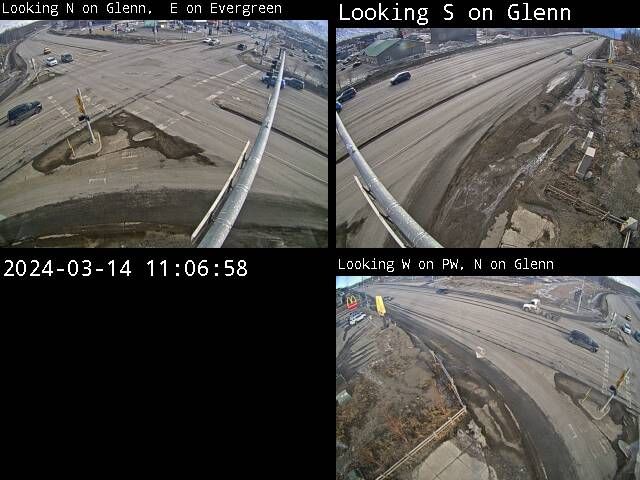 Looking N on Glenn, E on Evergreen
Looking S on Glenn
2024-03-14 11:06:58
Looking W on PW, N on Glenn